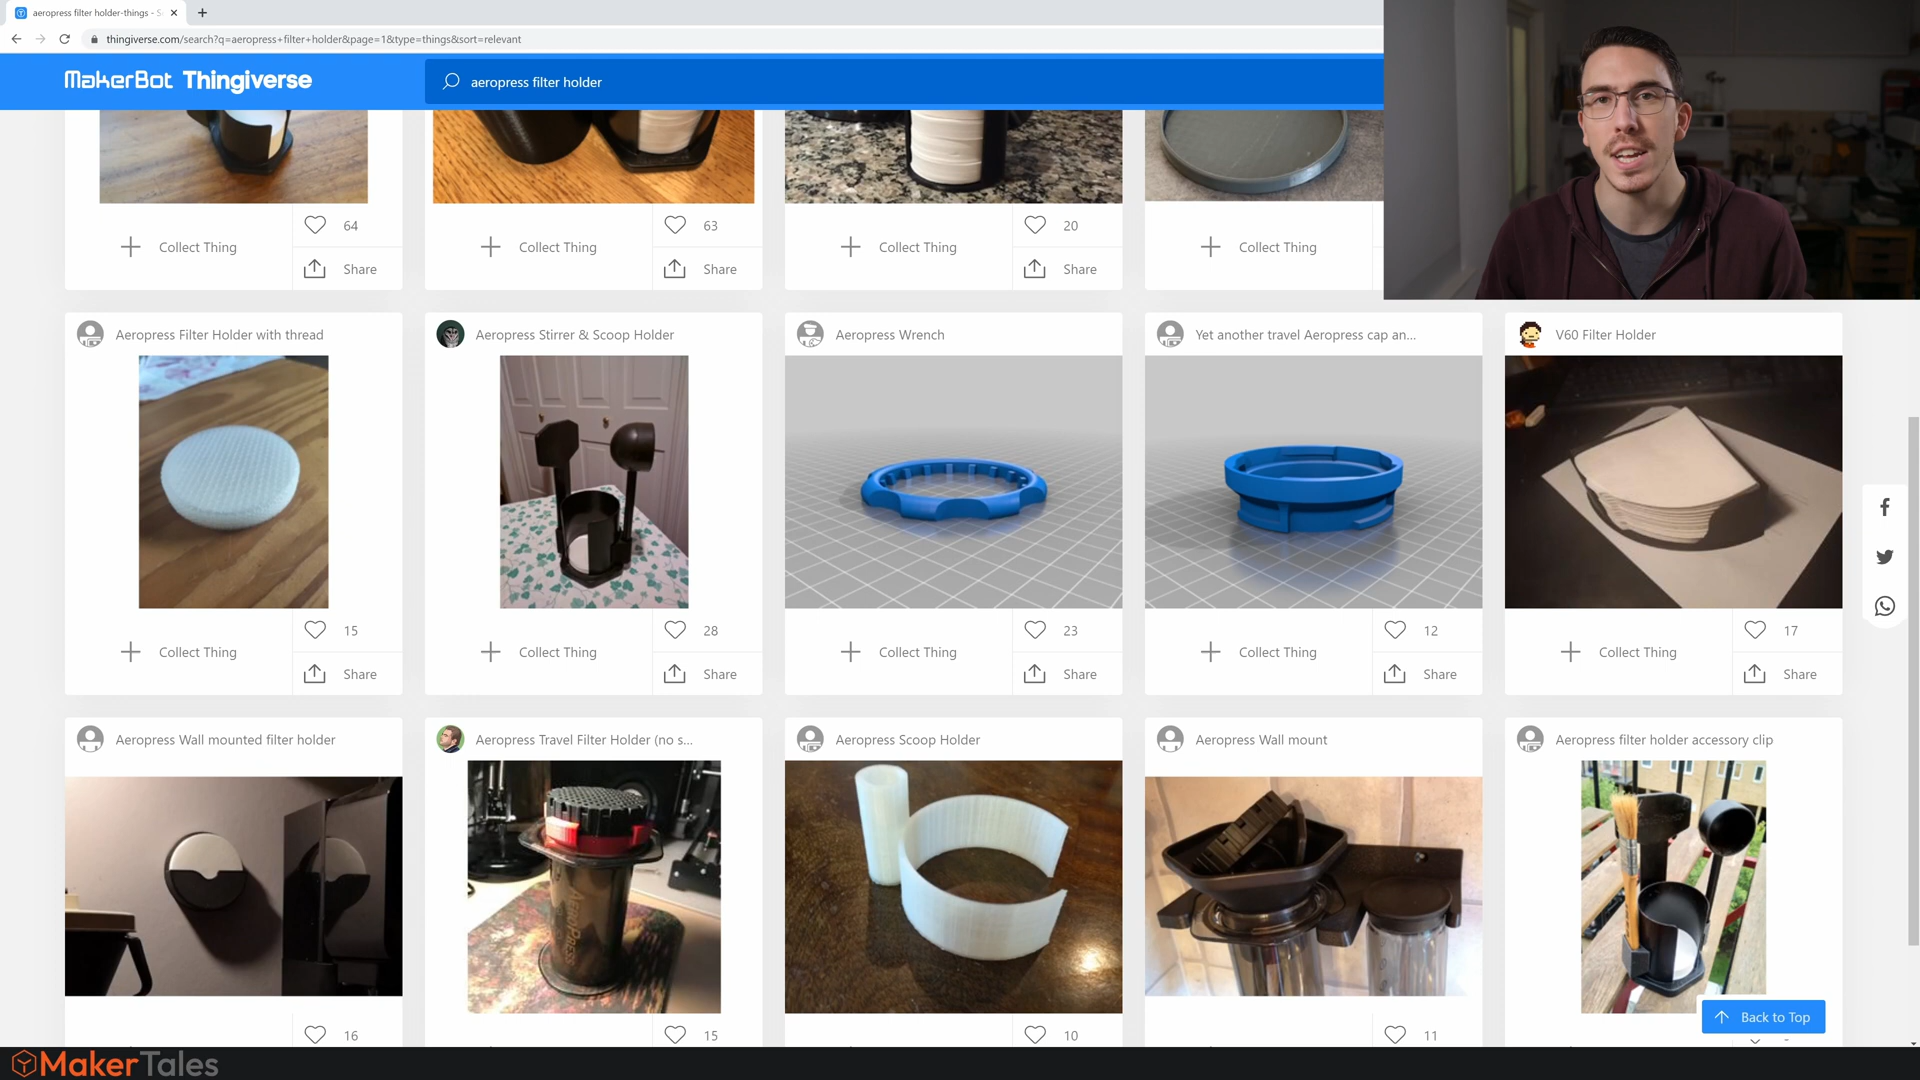 aeropress filter holder-things - S
thingiverse.com/search?q=aeropress+filter+holder&page=1&type=things&sort=relevant
MakerBot Thingiverse
aeropress filter holder
Collect Thing
64
Share
Collect Thing
63
Share
Collect Thing
20
Share
Collect Thing
Aeropress Filter Holder with thread
Collect Thing
15
Share
Aeropress Stirrer & Scoop Holder
Collect Thing
28
Share
Aeropress Wrench
Collect Thing
23
Share
Yet another travel Aeropress cap an...
Collect Thing
12
Share
V60 Filter Holder
Collect Thing
17
Share
Aeropress Wall mounted filter holder
16
Aeropress Travel Filter Holder (no s...
AEROPRESS
15
Aeropress Scoop Holder
10
Aeropress Wall mount
11
Aeropress filter holder accessory clip
Back to Top
MakerTales